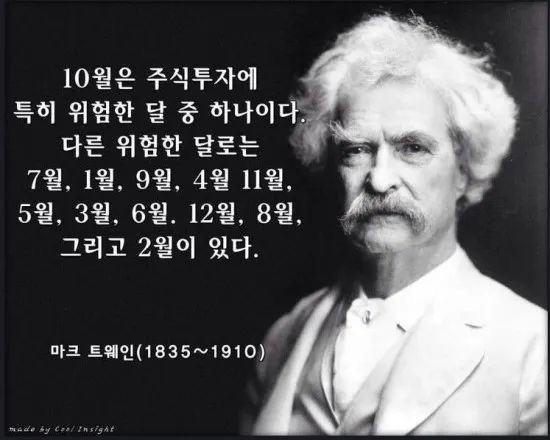 10월은 주식투자에
특히 위험한 달 중 하나이다.
다른 위험한 달로는
7월, 1월, 9월, 4월 11월,
5월, 3월, 6월. 12월, 8월,
그리고 2월이 있다.
마크 트웨인(1835~1910)
made by Cool Insight